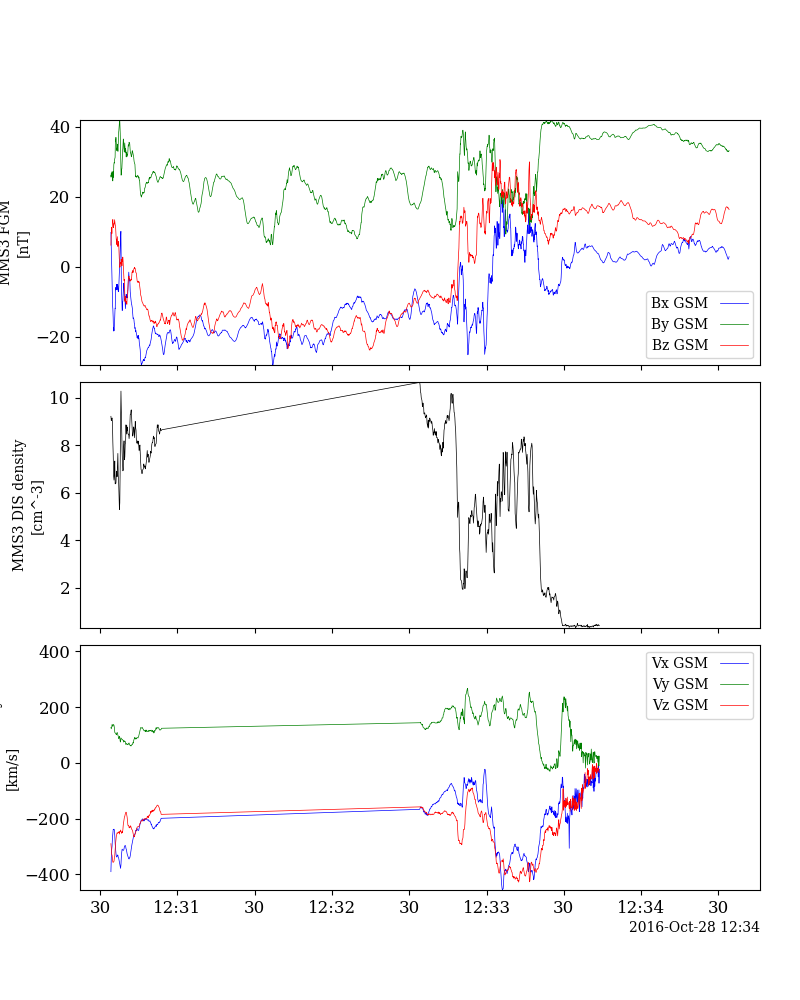 40
20
0
−20
MMS3 FGM
[nT]
Bx GSM
By GSM
Bz GSM
10
8
6
4
2
MMS3 DIS density
[cm^-3]
400
200
0
−200
−400
[km/s]
Vx GSM
Vy GSM
Vz GSM
30 12:31 30 12:32 30 12:33 30 12:34 30
2016-Oct-28 12:34